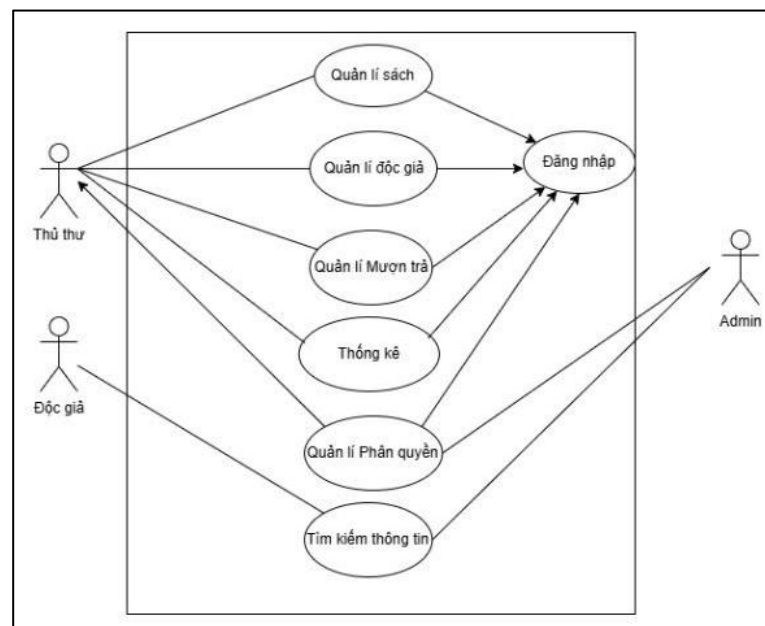 Quản lí sách
Đăng nhập
Quản lí độc giả
Thủ thư
Quản lí Mượn trả
Admin
Thống kê
Độc giả
Quản lí Phân quyền
Tìm kiếm thông tin